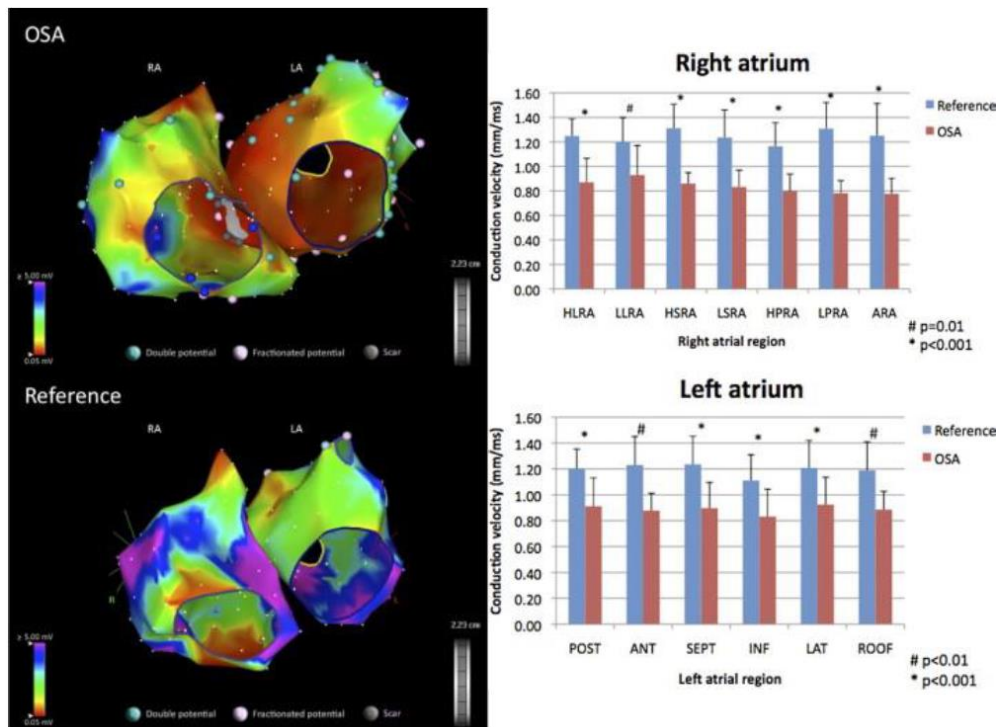 OSA
RA
LA
≥ 5.00 mV
0.05 mV
2.23 cm
Double potential
Fractionated potential
Scar
Reference
RA
LA
R
≥ 5.00 mV
0.05 mV
2.23 cm
Double potential
Fractionated potential
Scar
Right atrium
Conduction velocity (mm/ms)
1.60
1.40
1.20
1.00
0.80
0.60
0.40
0.20
0.00
* # * * * * *
Reference
OSA
HLRA LLRA HSRA LSRA HPRA LPRA ARA
Right atrial region
# p=0.01
* p<0.001
Left atrium
Conduction velocity (mm/ms)
1.60
1.40
1.20
1.00
0.80
0.60
0.40
0.20
0.00
* # * * * #
Reference
OSA
POST ANT SEPT INF LAT ROOF
Left atrial region
# p<0.01
* p<0.001